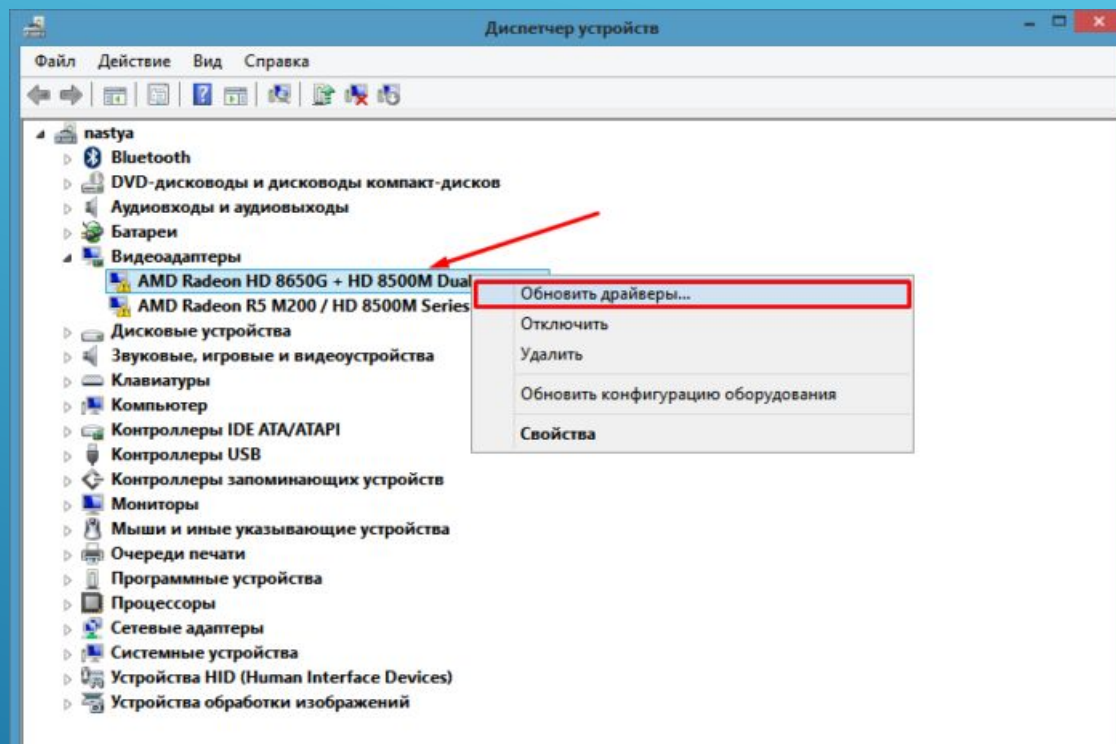 Диспетчер устройств
Файл Действие Вид Справка
nastya
Bluetooth
DVD-дисководы и дисководы компакт-дисков
Аудиовходы и аудиовыходы
Батареи
Видеоадаптеры
AMD Radeon HD 8650G + HD 8500M Dual
AMD Radeon R5 M200 / HD 8500M Series
Дисковые устройства
Звуковые, игровые и видеоустройства
Клавиатуры
Компьютер
Контроллеры IDE ATA/ATAPI
Контроллеры USB
Контроллеры запоминающих устройств
Мониторы
Мыши и иные указывающие устройства
Очереди печати
Программные устройства
Процессоры
Сетевые адаптеры
Системные устройства
Устройства HID (Human Interface Devices)
Устройства обработки изображений
Обновить драйверы...
Отключить
Удалить
Обновить конфигурацию оборудования
Свойства